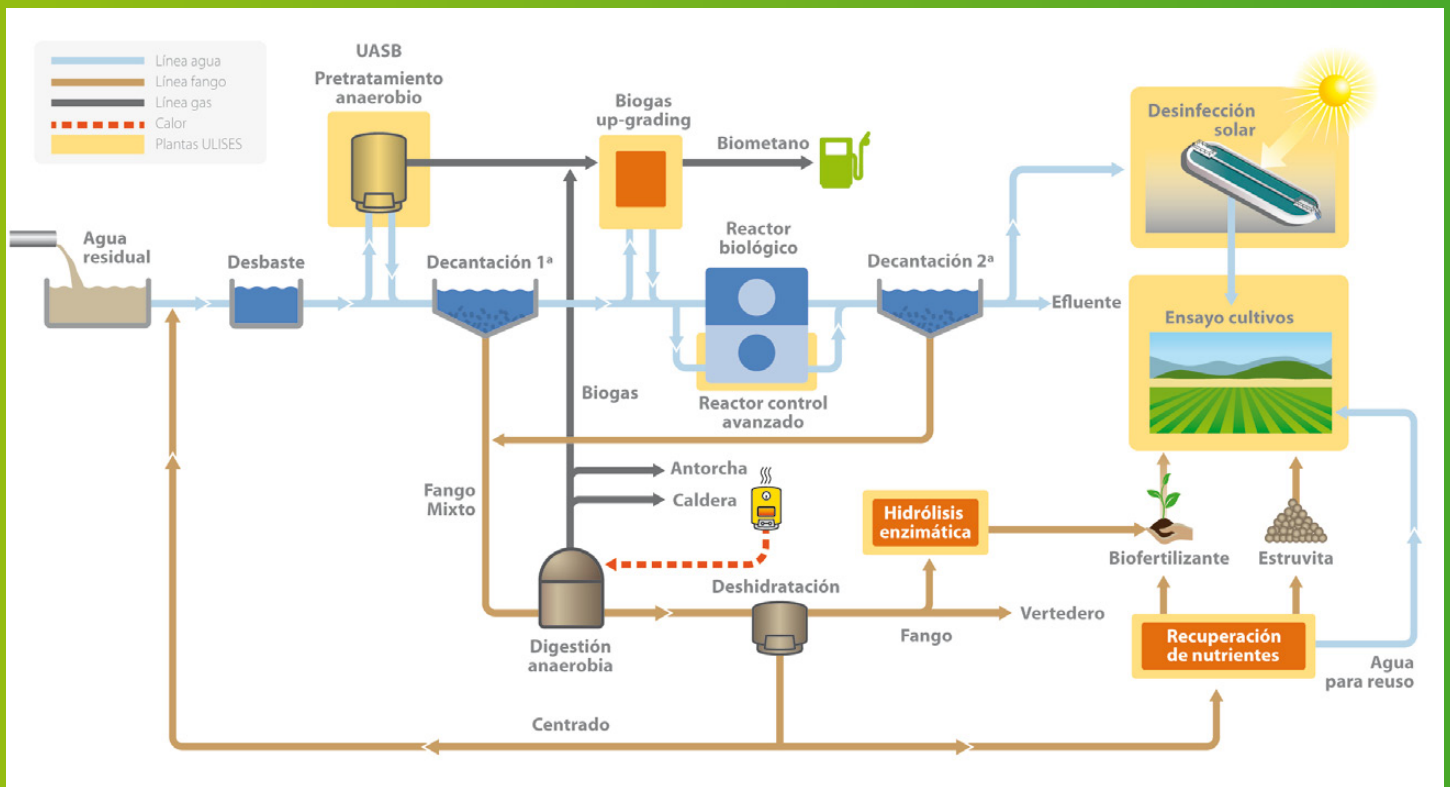 Línea agua
Línea fango
Línea gas
Calor
Plantas ULISES
UASB
Pretratamiento
anaerobio
Biogas
up-grading
Biometano
Desinfección
solar
Agua
residual
Desbaste
Decantación 1ª
Reactor
biológico
Decantación 2ª
Efluente
Ensayo cultivos
Reactor control
avanzado
Biogas
Antorcha
Caldera
Fango
Mixto
Hidrólisis
enzimática
Biofertilizante
Estruvita
Digestión
anaerobia
Deshidratación
Fango
Vertedero
Recuperación
de nutrientes
Agua
para reuso
Centrado